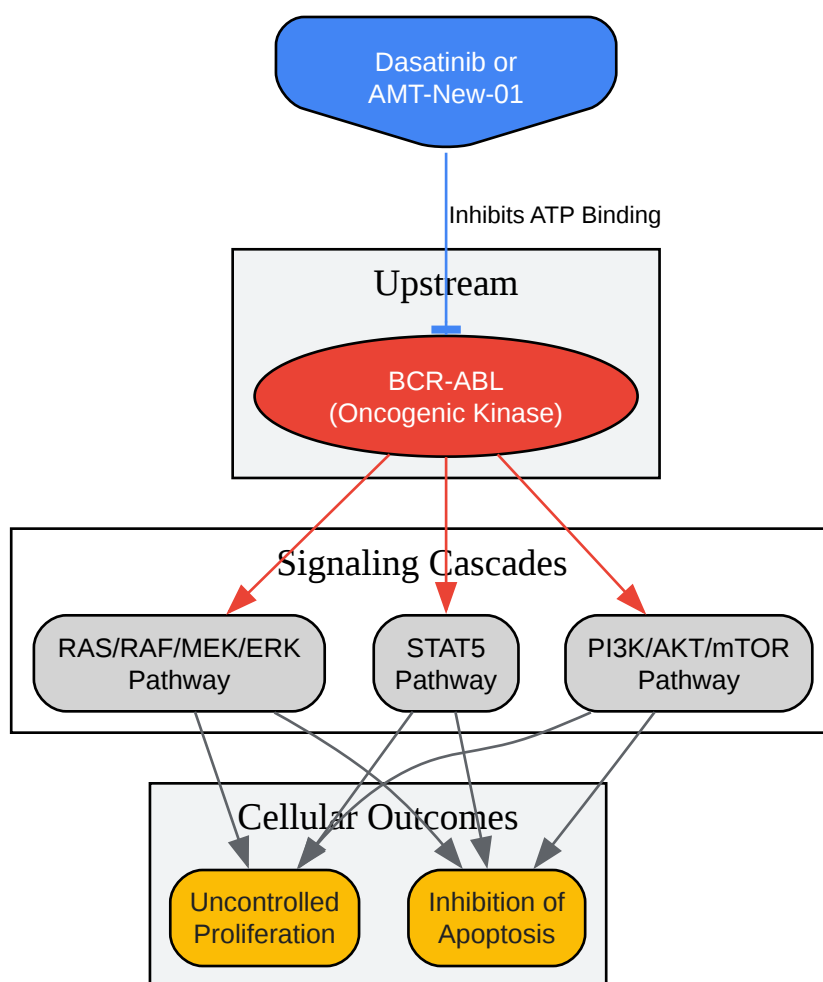 Dasatinib or
AMT-New-01
Inhibits ATP Binding
Upstream
BCR-ABL
(Oncogenic Kinase)
Signaling Cascades
RAS/RAF/MEK/ERK
Pathway
STAT5
Pathway
PI3K/AKT/mTOR
Pathway
Cellular Outcomes
Uncontrolled
Proliferation
Inhibition of
Apoptosis